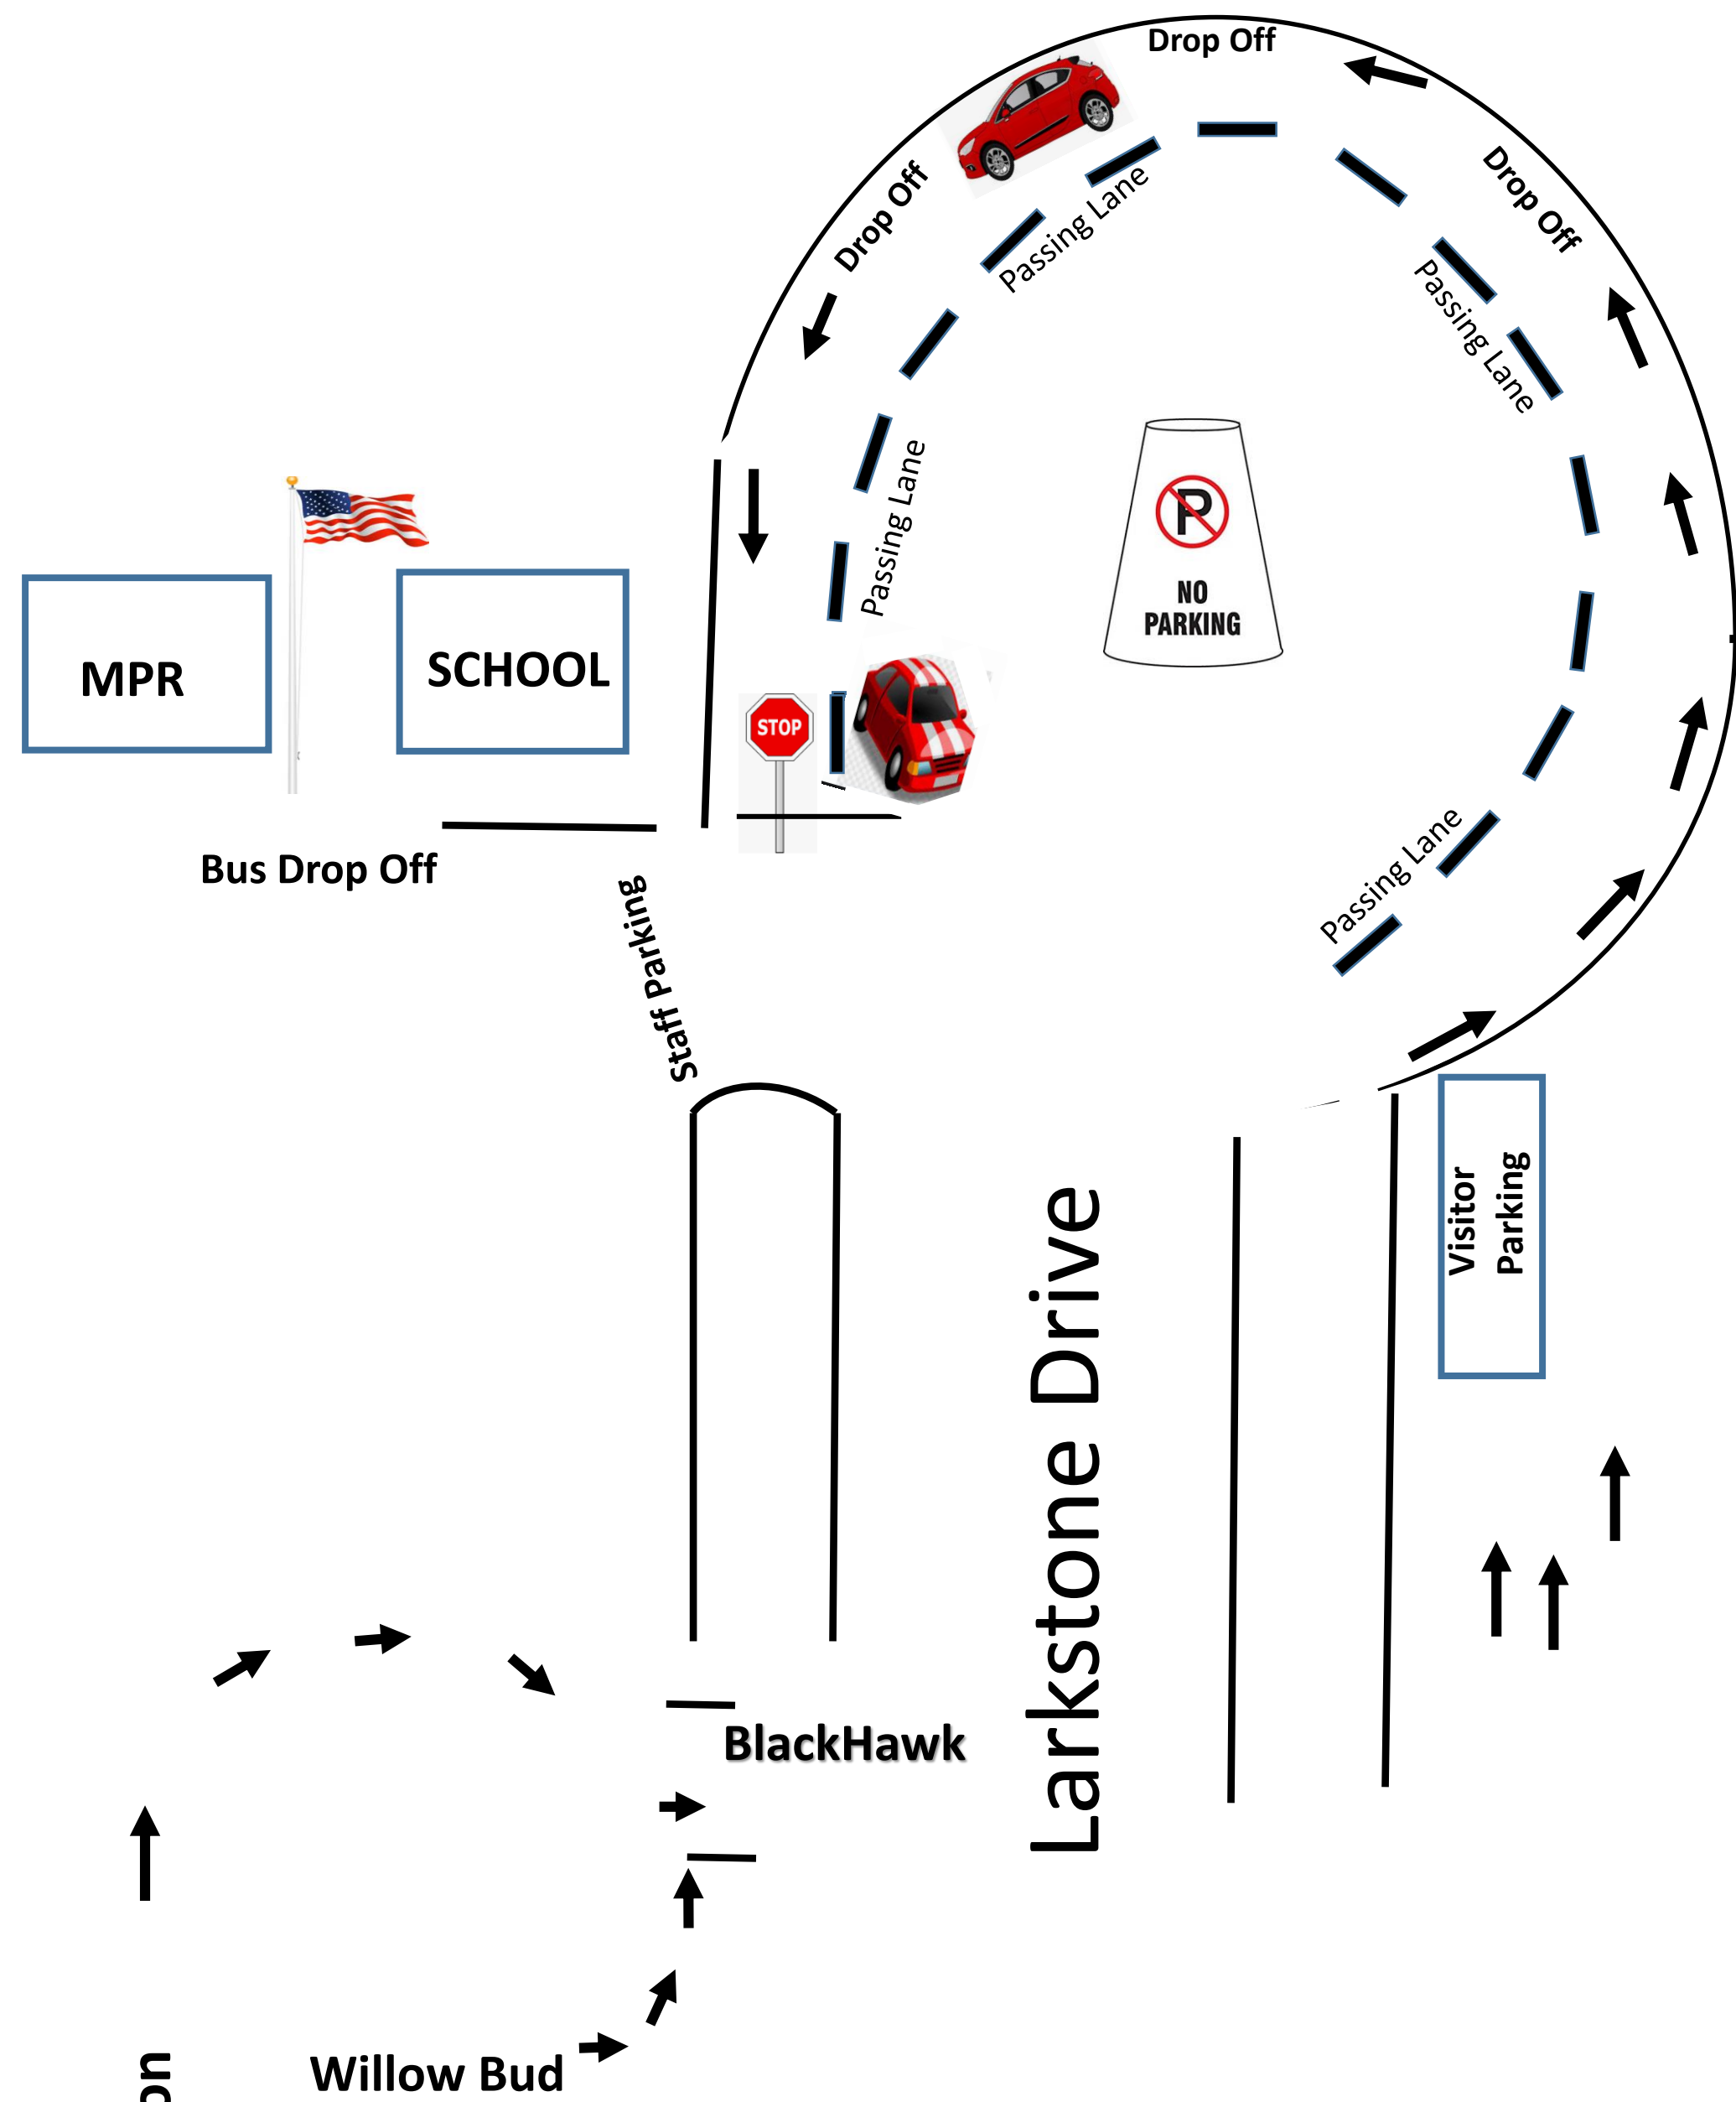 Drop Off
Drop Off
Drop Off
Passing Lane
Passing Lane
Passing Lane
P
NO
PARKING
MPR
SCHOOL
STOP
Bus Drop Off
Passing Lane
Staff Parking
Visitor
Parking
Larkstone Drive
BlackHawk
Willow Bud